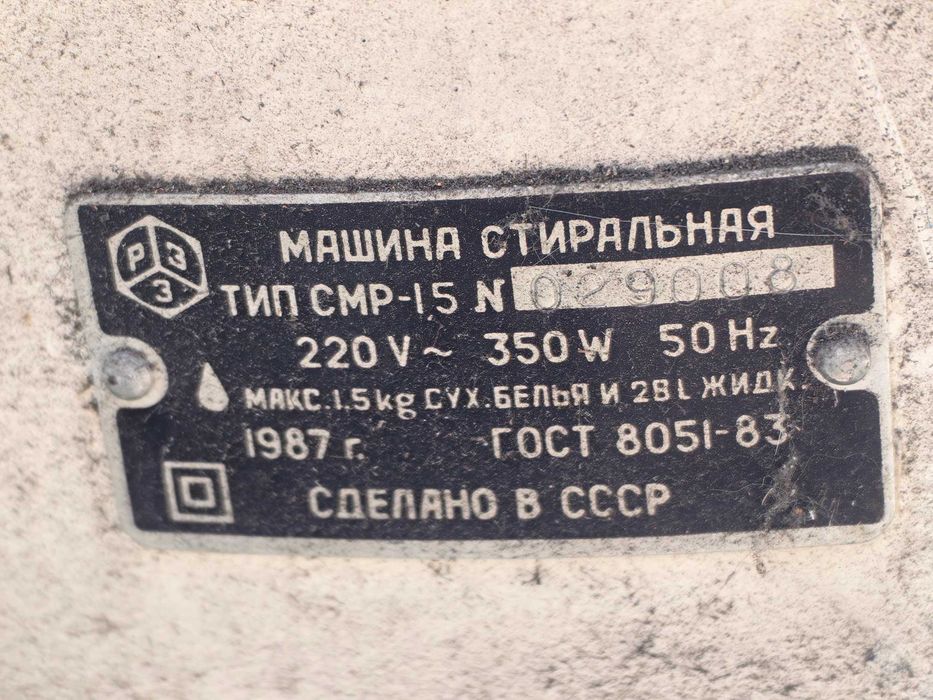 РЗЗ
МАШИНА СТИРАЛЬНАЯ
ТИП СМР-1,5 N 029008
220 V ~ 350 W 50 Hz
МАКС. 1.5 kg СУХ. БЕЛЬЯ И 28 L ЖИДК.
1987 г. ГОСТ 8051-83
СДЕЛАНО В СССР